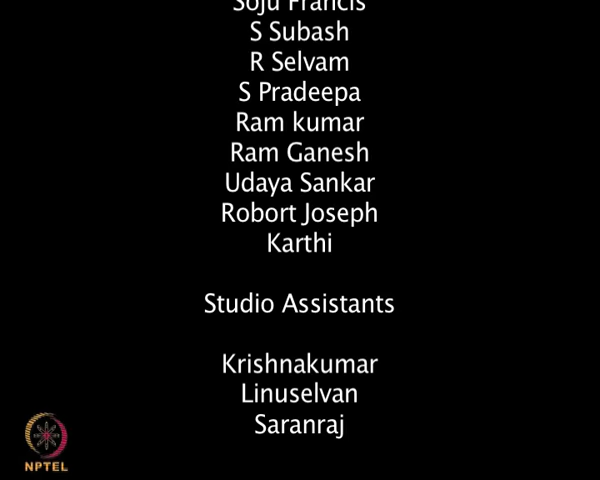 Soju Francis
S Subash
R Selvam
S Pradeepa
Ram kumar
Ram Ganesh
Udaya Sankar
Robort Joseph
Karthi
Studio Assistants
Krishnakumar
Linuselvan
Saranraj
NPTEL